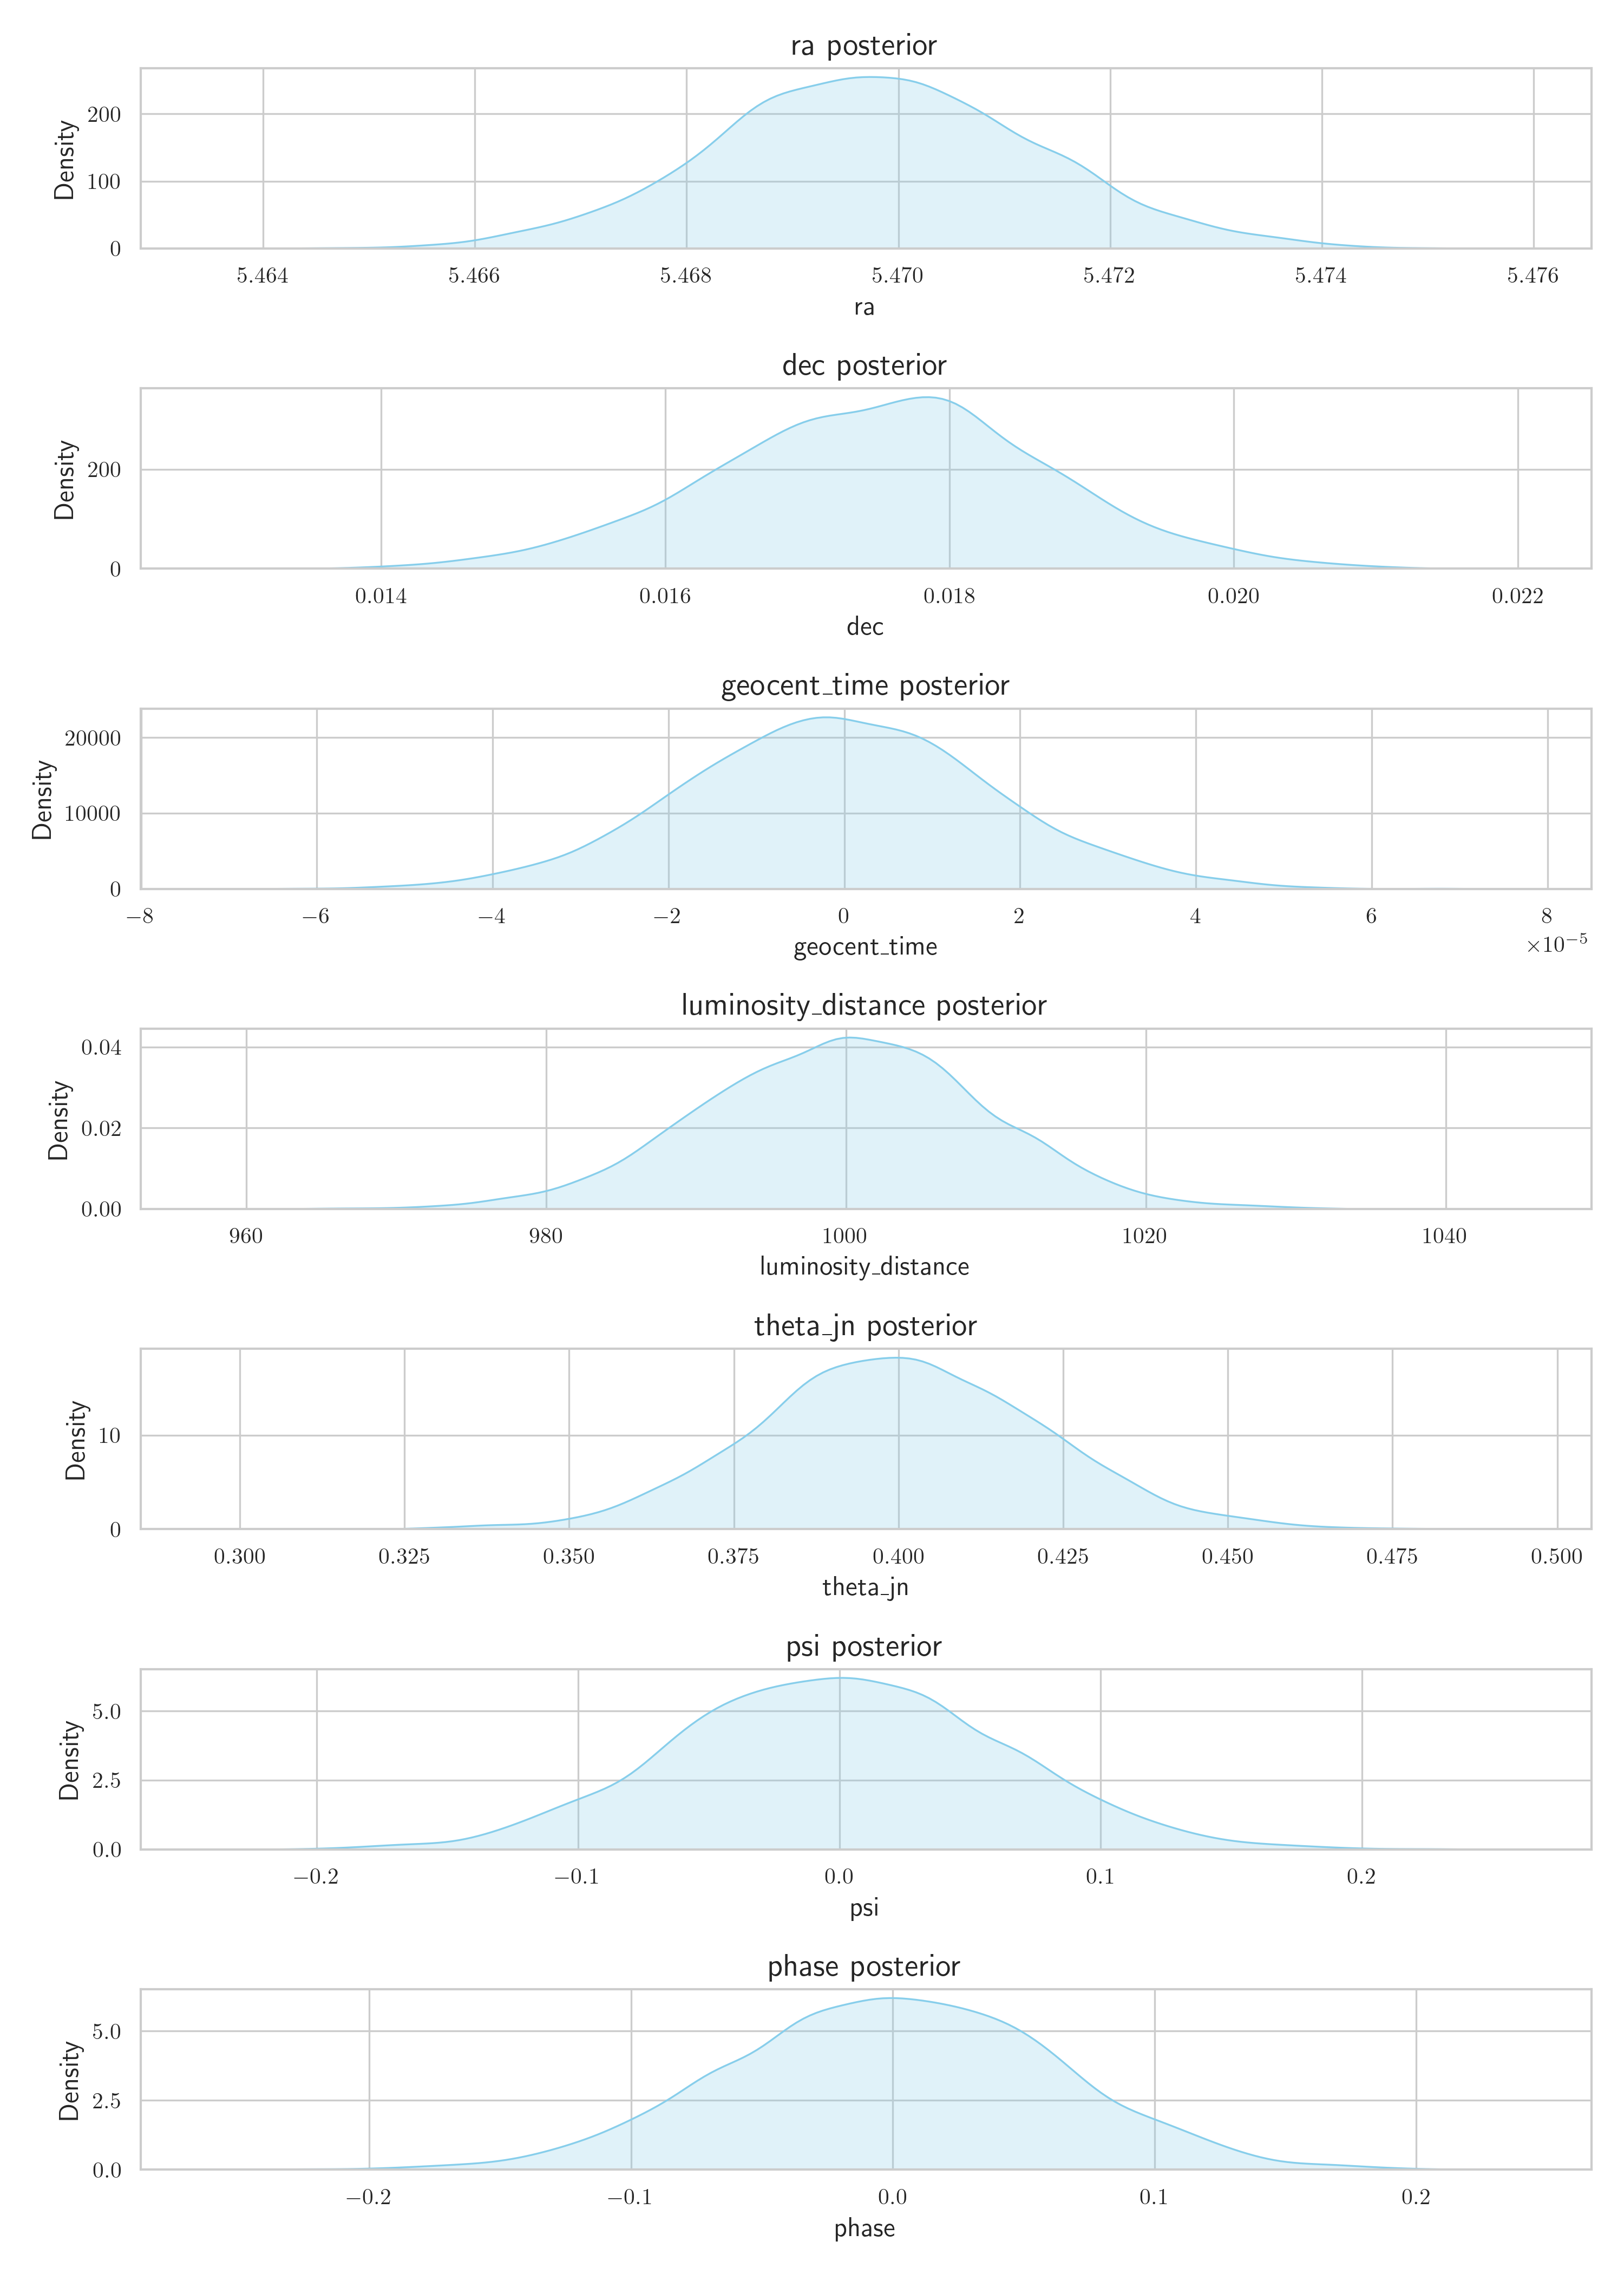 ra posterior
Density
200
100
0
5.464 5.466 5.468 5.470 5.472 5.474 5.476
ra
dec posterior
Density
200
0
0.014 0.016 0.018 0.020 0.022
dec
geocent_time posterior
Density
20000
10000
0
−8 −6 −4 −2 0 2 4 6 8
×10⁻⁵
geocent_time
luminosity_distance posterior
Density
0.04
0.02
0.00
960 980 1000 1020 1040
luminosity_distance
theta_jn posterior
Density
10
0
0.300 0.325 0.350 0.375 0.400 0.425 0.450 0.475 0.500
theta_jn
psi posterior
Density
5.0
2.5
0.0
−0.2 −0.1 0.0 0.1 0.2
psi
phase posterior
Density
5.0
2.5
0.0
−0.2 −0.1 0.0 0.1 0.2
phase